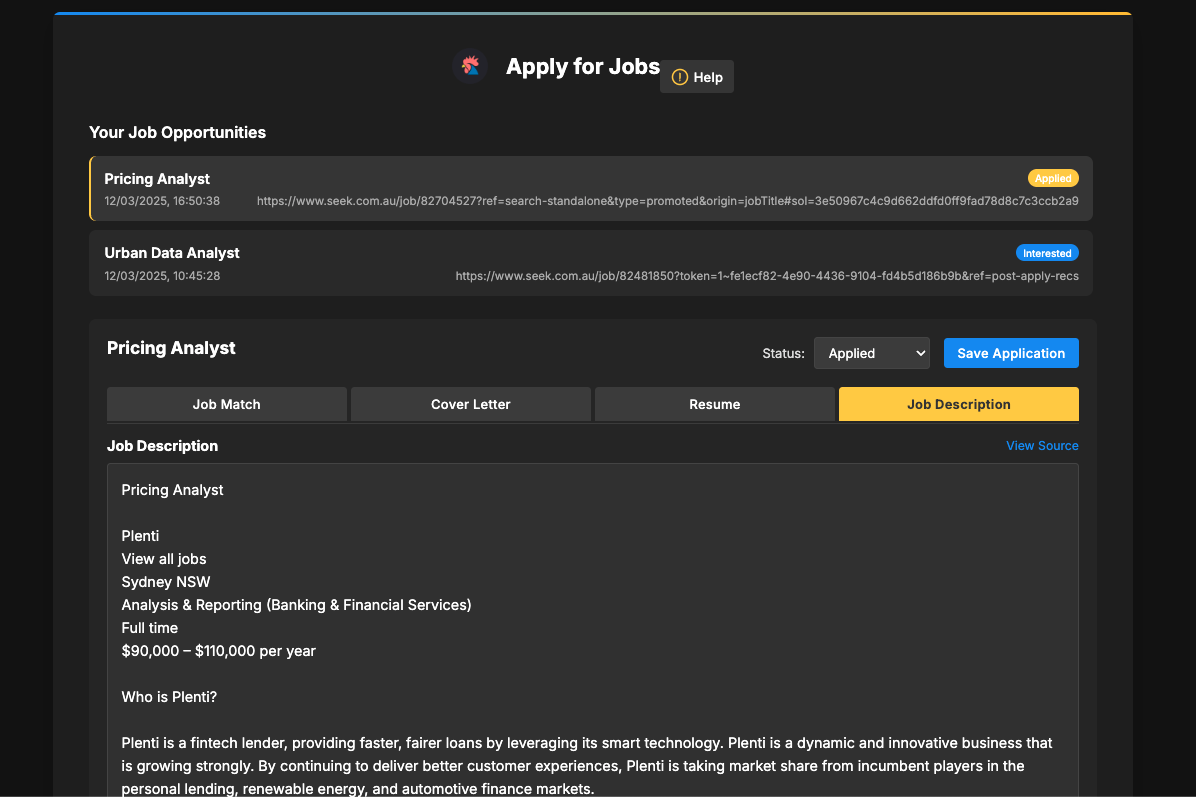 Apply for Jobs
! Help
Your Job Opportunities
Pricing Analyst
Applied
12/03/2025, 16:50:38
https://www.seek.com.au/job/82704527?ref=search-standalone&type=promoted&origin=jobTitle#sol=3e50967c4c9d662ddfd0ff9fad78d8c7c3ccb2a9
Urban Data Analyst
Interested
12/03/2025, 10:45:28
https://www.seek.com.au/job/82481850?token=1~fe1ecf82-4e90-4436-9104-fd4b5d186b9b&ref=post-apply-recs
Pricing Analyst
Status:
Applied
Save Application
Job Match
Cover Letter
Resume
Job Description
Job Description
View Source
Pricing Analyst
Plenti
View all jobs
Sydney NSW
Analysis & Reporting (Banking & Financial Services)
Full time
$90,000 – $110,000 per year
Who is Plenti?
Plenti is a fintech lender, providing faster, fairer loans by leveraging its smart technology. Plenti is a dynamic and innovative business that
is growing strongly. By continuing to deliver better customer experiences, Plenti is taking market share from incumbent players in the
personal lending, renewable energy, and automotive finance markets.